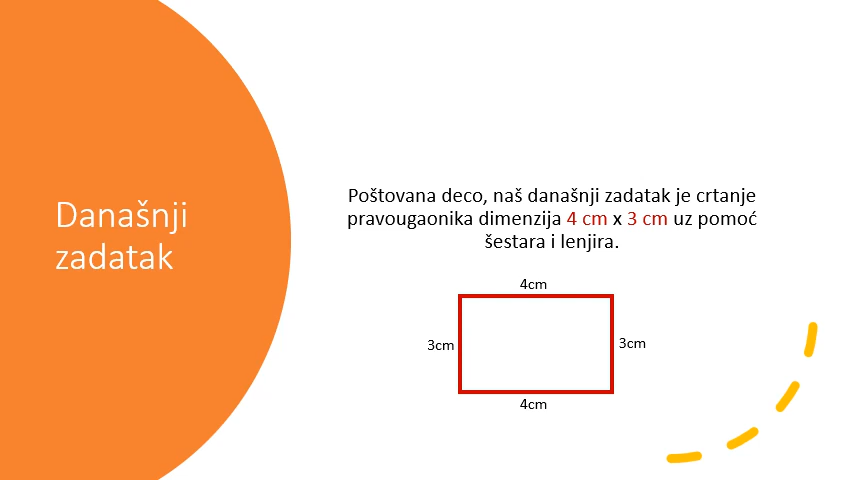 Današnji
zadatak
Poštovana deco, naš današnji zadatak je crtanje
pravougaonika dimenzija 4 cm x 3 cm uz pomoć
šestara i lenjira.
4cm
3cm
3cm
4cm